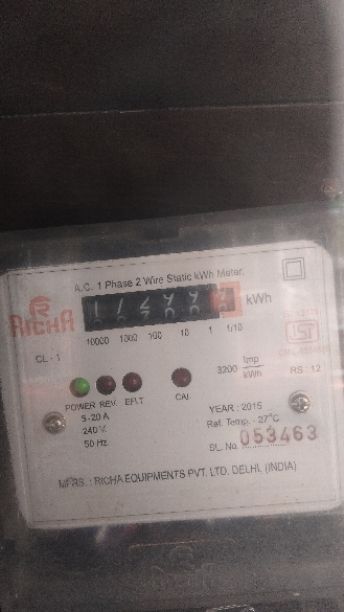 RICHA
A.C. 1 Phase 2 Wire Static kWh Meter.
kWh
10000 1000 100 10 1 1/10
CL - 1
3200 Imp
kWh
RS : 12
POWER REV. EF/LT CAL
5-20 A
240 V.
50 Hz
YEAR : 2015
Ref. Temp. - 27°C
SL. No. 053463
MFRS. : RICHA EQUIPMENTS PVT. LTD. DELHI, (INDIA)